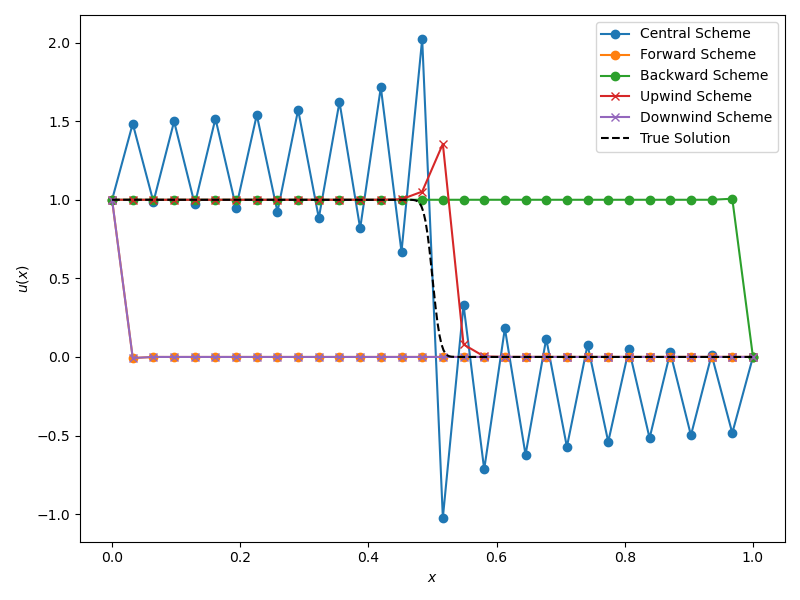 2.0
1.5
1.0
0.5
0.0
−0.5
−1.0
u(x)
0.0 0.2 0.4 0.6 0.8 1.0
x
Central Scheme
Forward Scheme
Backward Scheme
Upwind Scheme
Downwind Scheme
True Solution